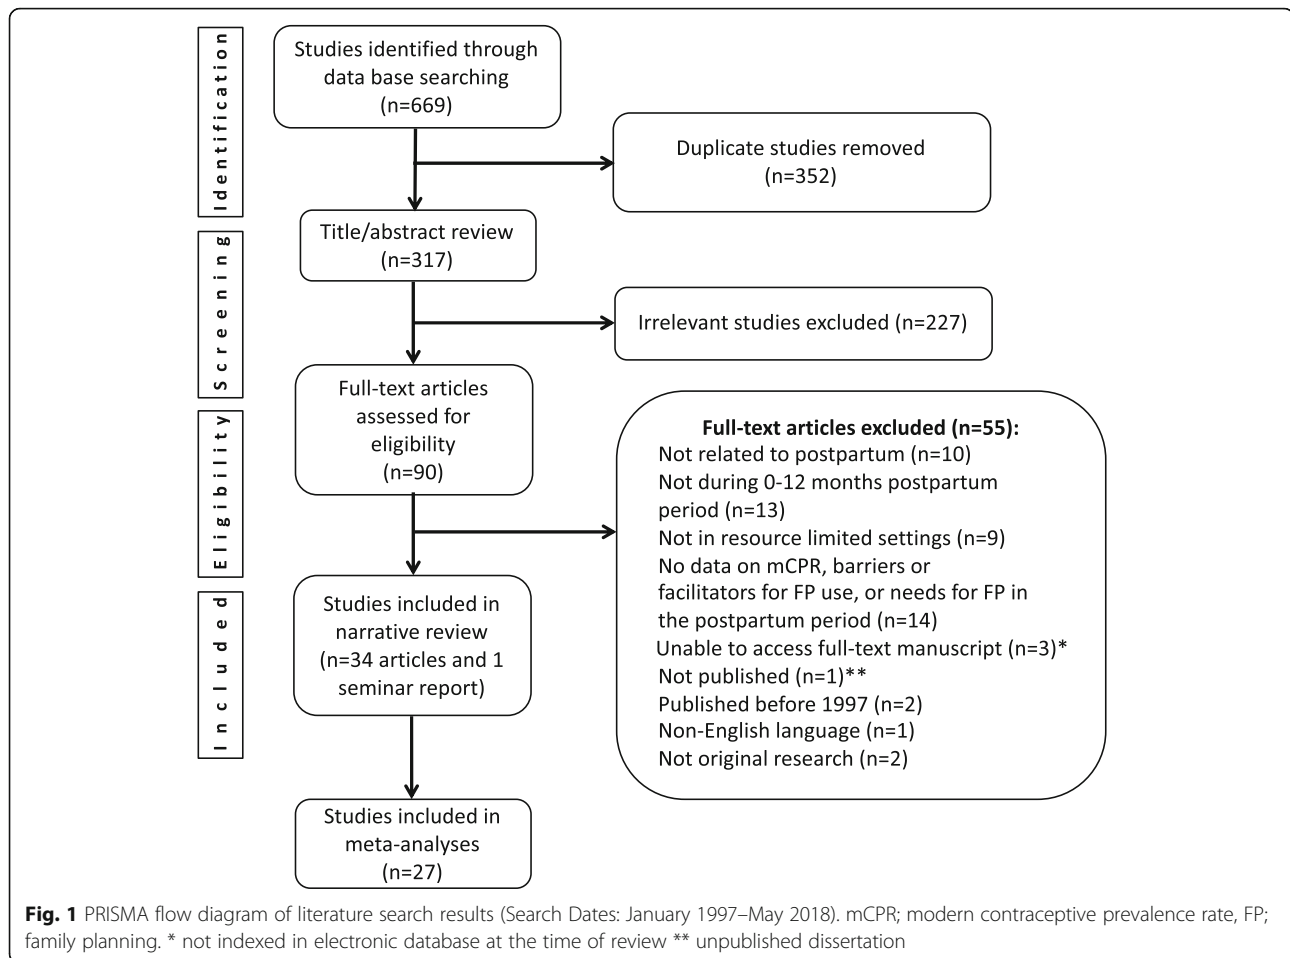 Identification
Studies identified through
data base searching
(n=669)
Duplicate studies removed
(n=352)
Screening
Title/abstract review
(n=317)
Irrelevant studies excluded (n=227)
Eligibility
Full-text articles
assessed for
eligibility
(n=90)
Full-text articles excluded (n=55):
Not related to postpartum (n=10)
Not during 0-12 months postpartum
period (n=13)
Not in resource limited settings (n=9)
No data on mCPR, barriers or
facilitators for FP use, or needs for FP in
the postpartum period (n=14)
Unable to access full-text manuscript (n=3)*
Not published (n=1)**
Published before 1997 (n=2)
Non-English language (n=1)
Not original research (n=2)
Included
Studies included in
narrative review
(n=34 articles and 1
seminar report)
Studies included in
meta-analyses
(n=27)
Fig. 1 PRISMA flow diagram of literature search results (Search Dates: January 1997–May 2018). mCPR; modern contraceptive prevalence rate, FP;
family planning. * not indexed in electronic database at the time of review ** unpublished dissertation